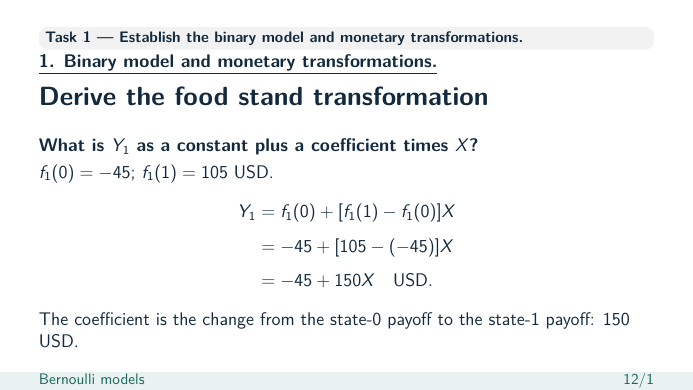 Task 1 — Establish the binary model and monetary transformations.
1. Binary model and monetary transformations.
Derive the food stand transformation
What is Y₁ as a constant plus a coefficient times X?
f₁(0) = −45; f₁(1) = 105 USD.
Y₁ = f₁(0) + [f₁(1) − f₁(0)]X
= −45 + [105 − (−45)]X
= −45 + 150X USD.
The coefficient is the change from the state-0 payoff to the state-1 payoff: 150
USD.
Bernoulli models 12/1